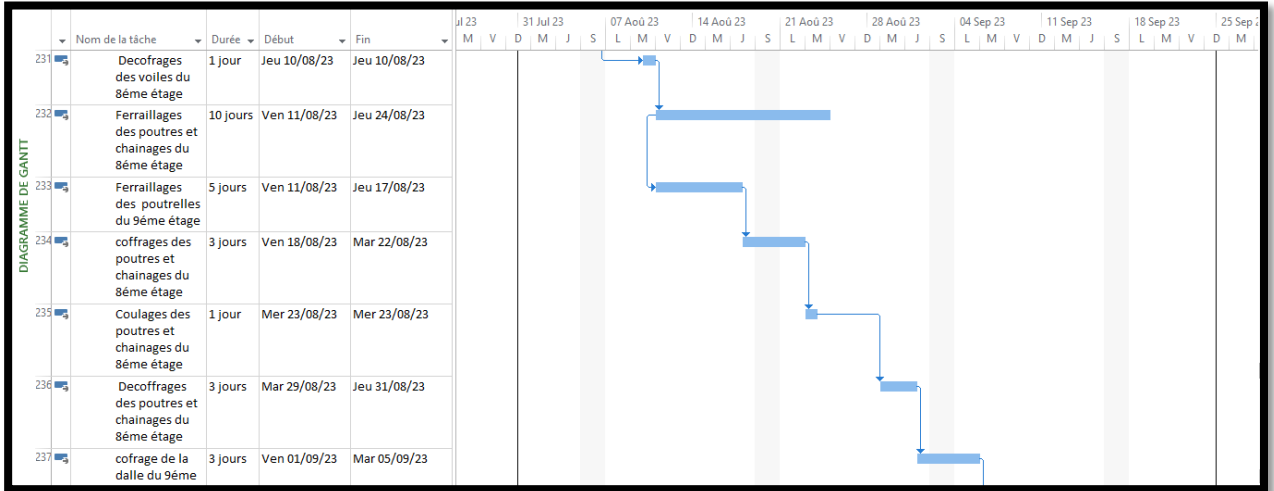 DIAGRAMME DE GANTT
Nom de la tâche Durée Début Fin
ul 23 31 Jul 23 07 Aoû 23 14 Aoû 23 21 Aoû 23 28 Aoû 23 04 Sep 23 11 Sep 23 18 Sep 23 25 Sep 2
M V D M J S L M V D M J S L M V D M J S L M V D M J S L M V D M
231 Decofrages 1 jour Jeu 10/08/23 Jeu 10/08/23
des voiles du
8éme étage
232 Ferraillages 10 jours Ven 11/08/23 Jeu 24/08/23
des poutres et
chainages du
8éme étage
233 Ferraillages 5 jours Ven 11/08/23 Jeu 17/08/23
des poutrelles
du 9éme étage
234 coffrages des 3 jours Ven 18/08/23 Mar 22/08/23
poutres et
chainages du
8éme étage
235 Coulages des 1 jour Mer 23/08/23 Mer 23/08/23
poutres et
chainages du
8éme étage
236 Decoffrages 3 jours Mar 29/08/23 Jeu 31/08/23
des poutres et
chainages du
8éme étage
237 cofrage de la 3 jours Ven 01/09/23 Mar 05/09/23
dalle du 9éme